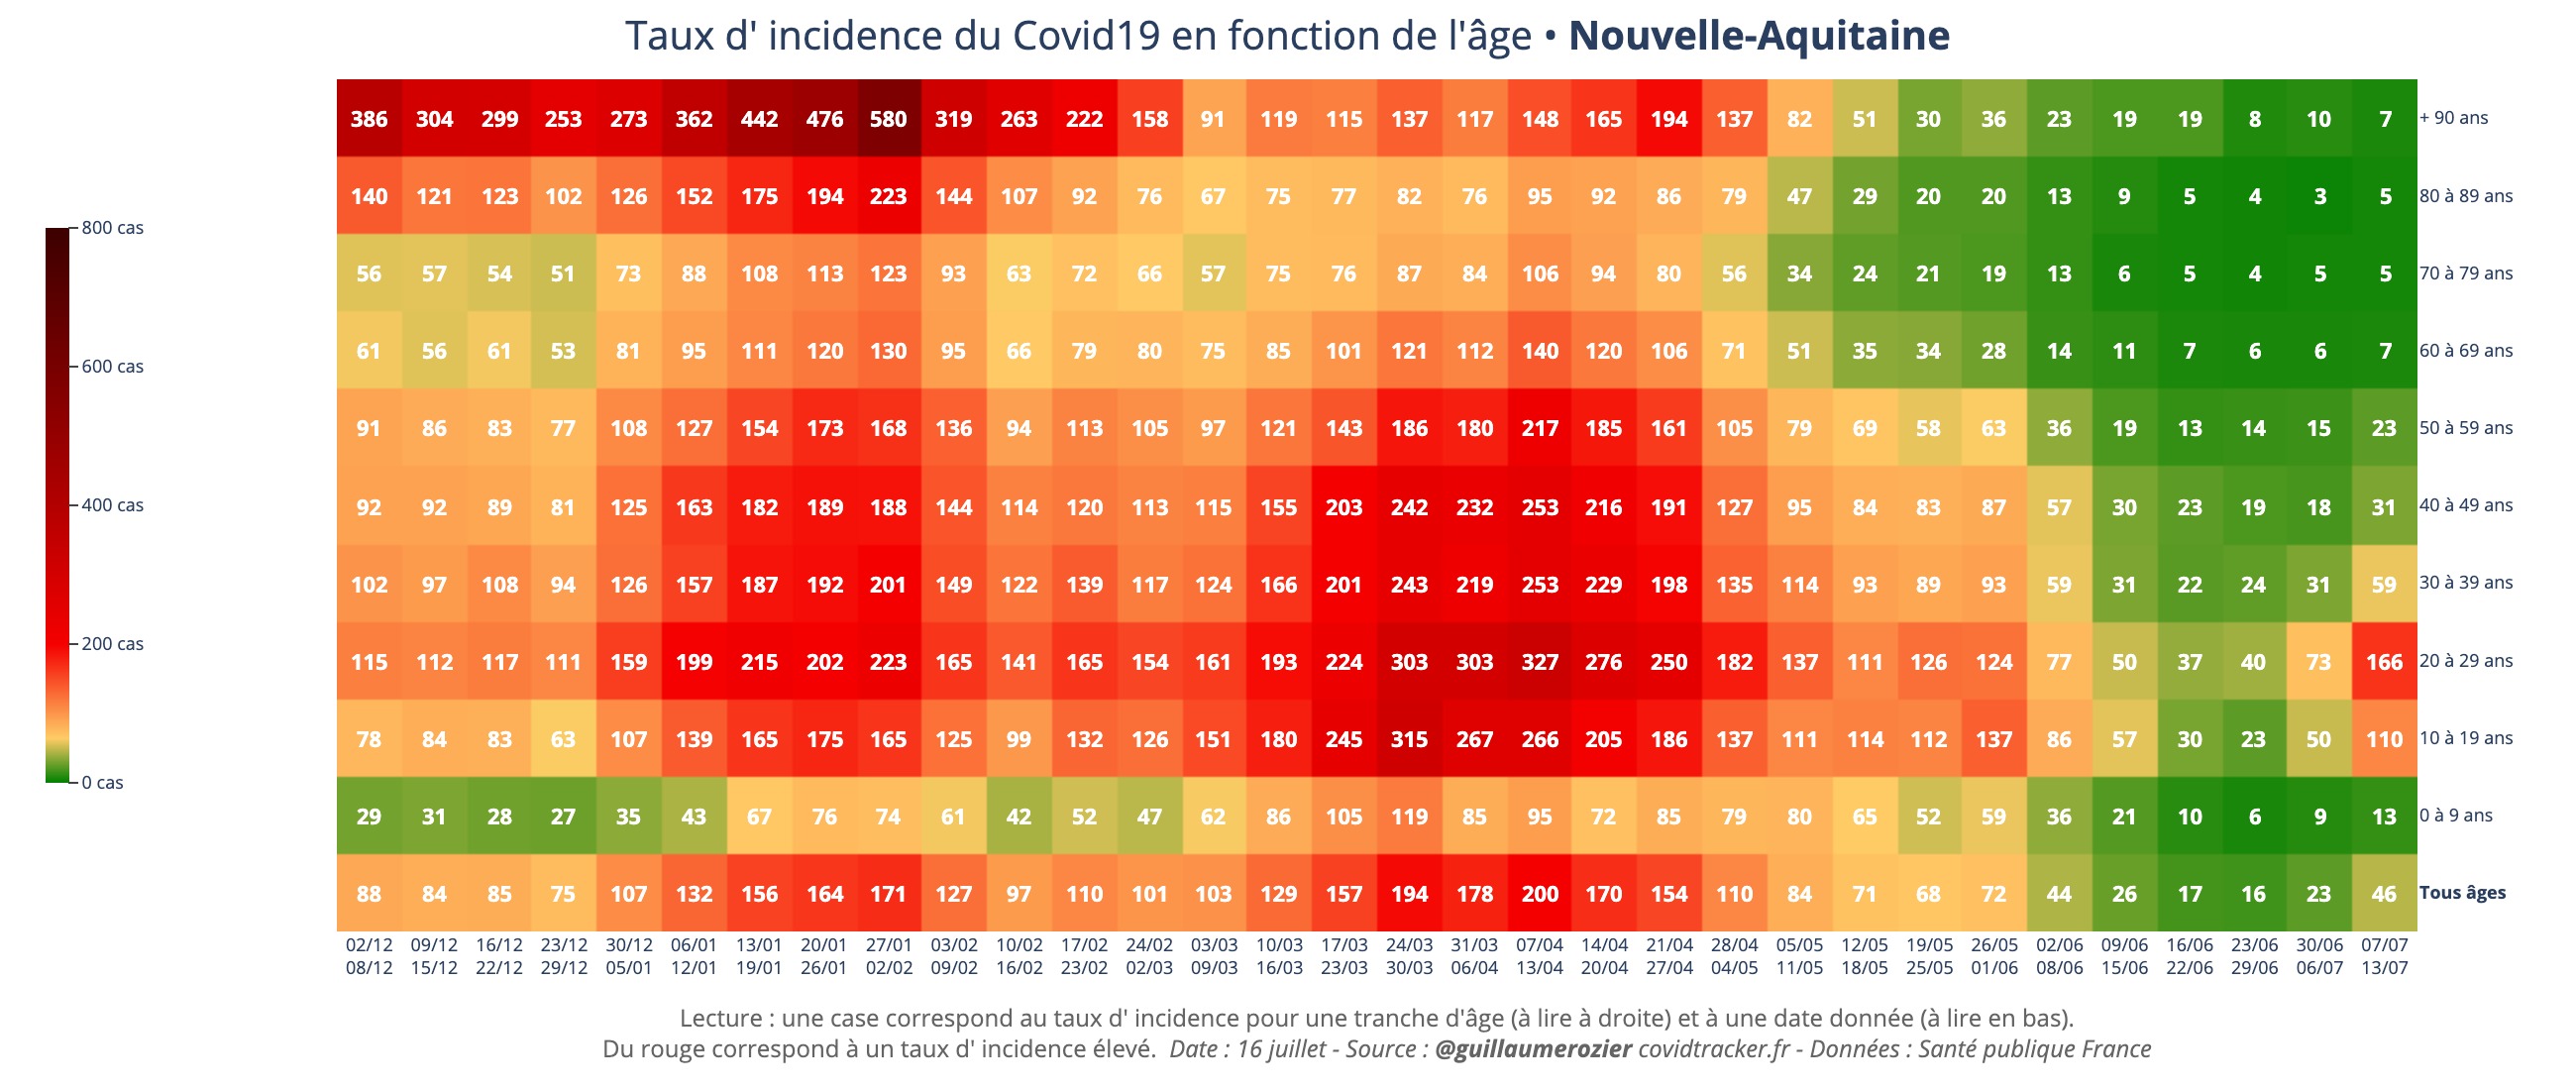 Taux d' incidence du Covid19 en fonction de l'âge • Nouvelle-Aquitaine
386 304 299 253 273 362 442 476 580 319 263 222 158 91 119 115 137 117 148 165 194 137 82 51 30 36 23 19 19 8 10 7 + 90 ans
140 121 123 102 126 152 175 194 223 144 107 92 76 67 75 77 82 76 95 92 86 79 47 29 20 20 13 9 5 4 3 5 80 à 89 ans
800 cas
56 57 54 51 73 88 108 113 123 93 63 72 66 57 75 76 87 84 106 94 80 56 34 24 21 19 13 6 5 4 5 5 70 à 79 ans
61 56 61 53 81 95 111 120 130 95 66 79 80 75 85 101 121 112 140 120 106 71 51 35 34 28 14 11 7 6 6 7 60 à 69 ans
600 cas
91 86 83 77 108 127 154 173 168 136 94 113 105 97 121 143 186 180 217 185 161 105 79 69 58 63 36 19 13 14 15 23 50 à 59 ans
400 cas
92 92 89 81 125 163 182 189 188 144 114 120 113 115 155 203 242 232 253 216 191 127 95 84 83 87 57 30 23 19 18 31 40 à 49 ans
102 97 108 94 126 157 187 192 201 149 122 139 117 124 166 201 243 219 253 229 198 135 114 93 89 93 59 31 22 24 31 59 30 à 39 ans
200 cas
115 112 117 111 159 199 215 202 223 165 141 165 154 161 193 224 303 303 327 276 250 182 137 111 126 124 77 50 37 40 73 166 20 à 29 ans
78 84 83 63 107 139 165 175 165 125 99 132 126 151 180 245 315 267 266 205 186 137 111 114 112 137 86 57 30 23 50 110 10 à 19 ans
0 cas
29 31 28 27 35 43 67 76 74 61 42 52 47 62 86 105 119 85 95 72 85 79 80 65 52 59 36 21 10 6 9 13 0 à 9 ans
88 84 85 75 107 132 156 164 171 127 97 110 101 103 129 157 194 178 200 170 154 110 84 71 68 72 44 26 17 16 23 46 Tous âges
02/12 09/12 16/12 23/12 30/12 06/01 13/01 20/01 27/01 03/02 10/02 17/02 24/02 03/03 10/03 17/03 24/03 31/03 07/04 14/04 21/04 28/04 05/05 12/05 19/05 26/05 02/06 09/06 16/06 23/06 30/06 07/07
08/12 15/12 22/12 29/12 05/01 12/01 19/01 26/01 02/02 09/02 16/02 23/02 02/03 09/03 16/03 23/03 30/03 06/04 13/04 20/04 27/04 04/05 11/05 18/05 25/05 01/06 08/06 15/06 22/06 29/06 06/07 13/07
Lecture : une case correspond au taux d' incidence pour une tranche d'âge (à lire à droite) et à une date donnée (à lire en bas).
Du rouge correspond à un taux d' incidence élevé. Date : 16 juillet - Source : @guillaumerozier covidtracker.fr - Données : Santé publique France